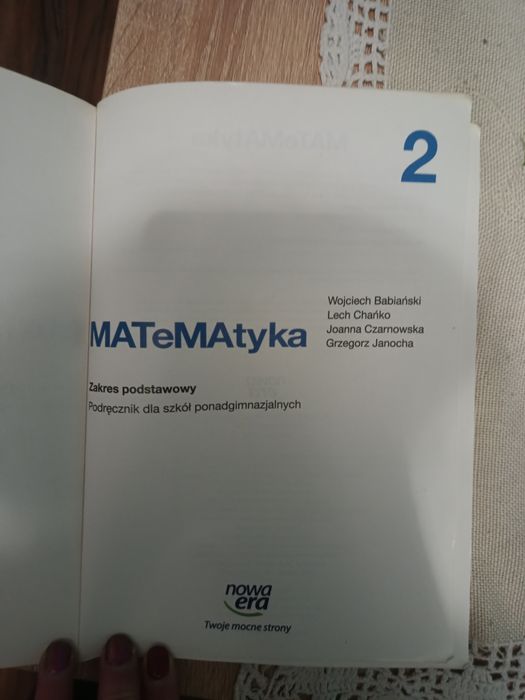 2
Wojciech Babiański
Lech Chańko
Joanna Czarnowska
Grzegorz Janocha
MATeMAtyka
Zakres podstawowy
Podręcznik dla szkół ponadgimnazjalnych
nowa
era
Twoje mocne strony